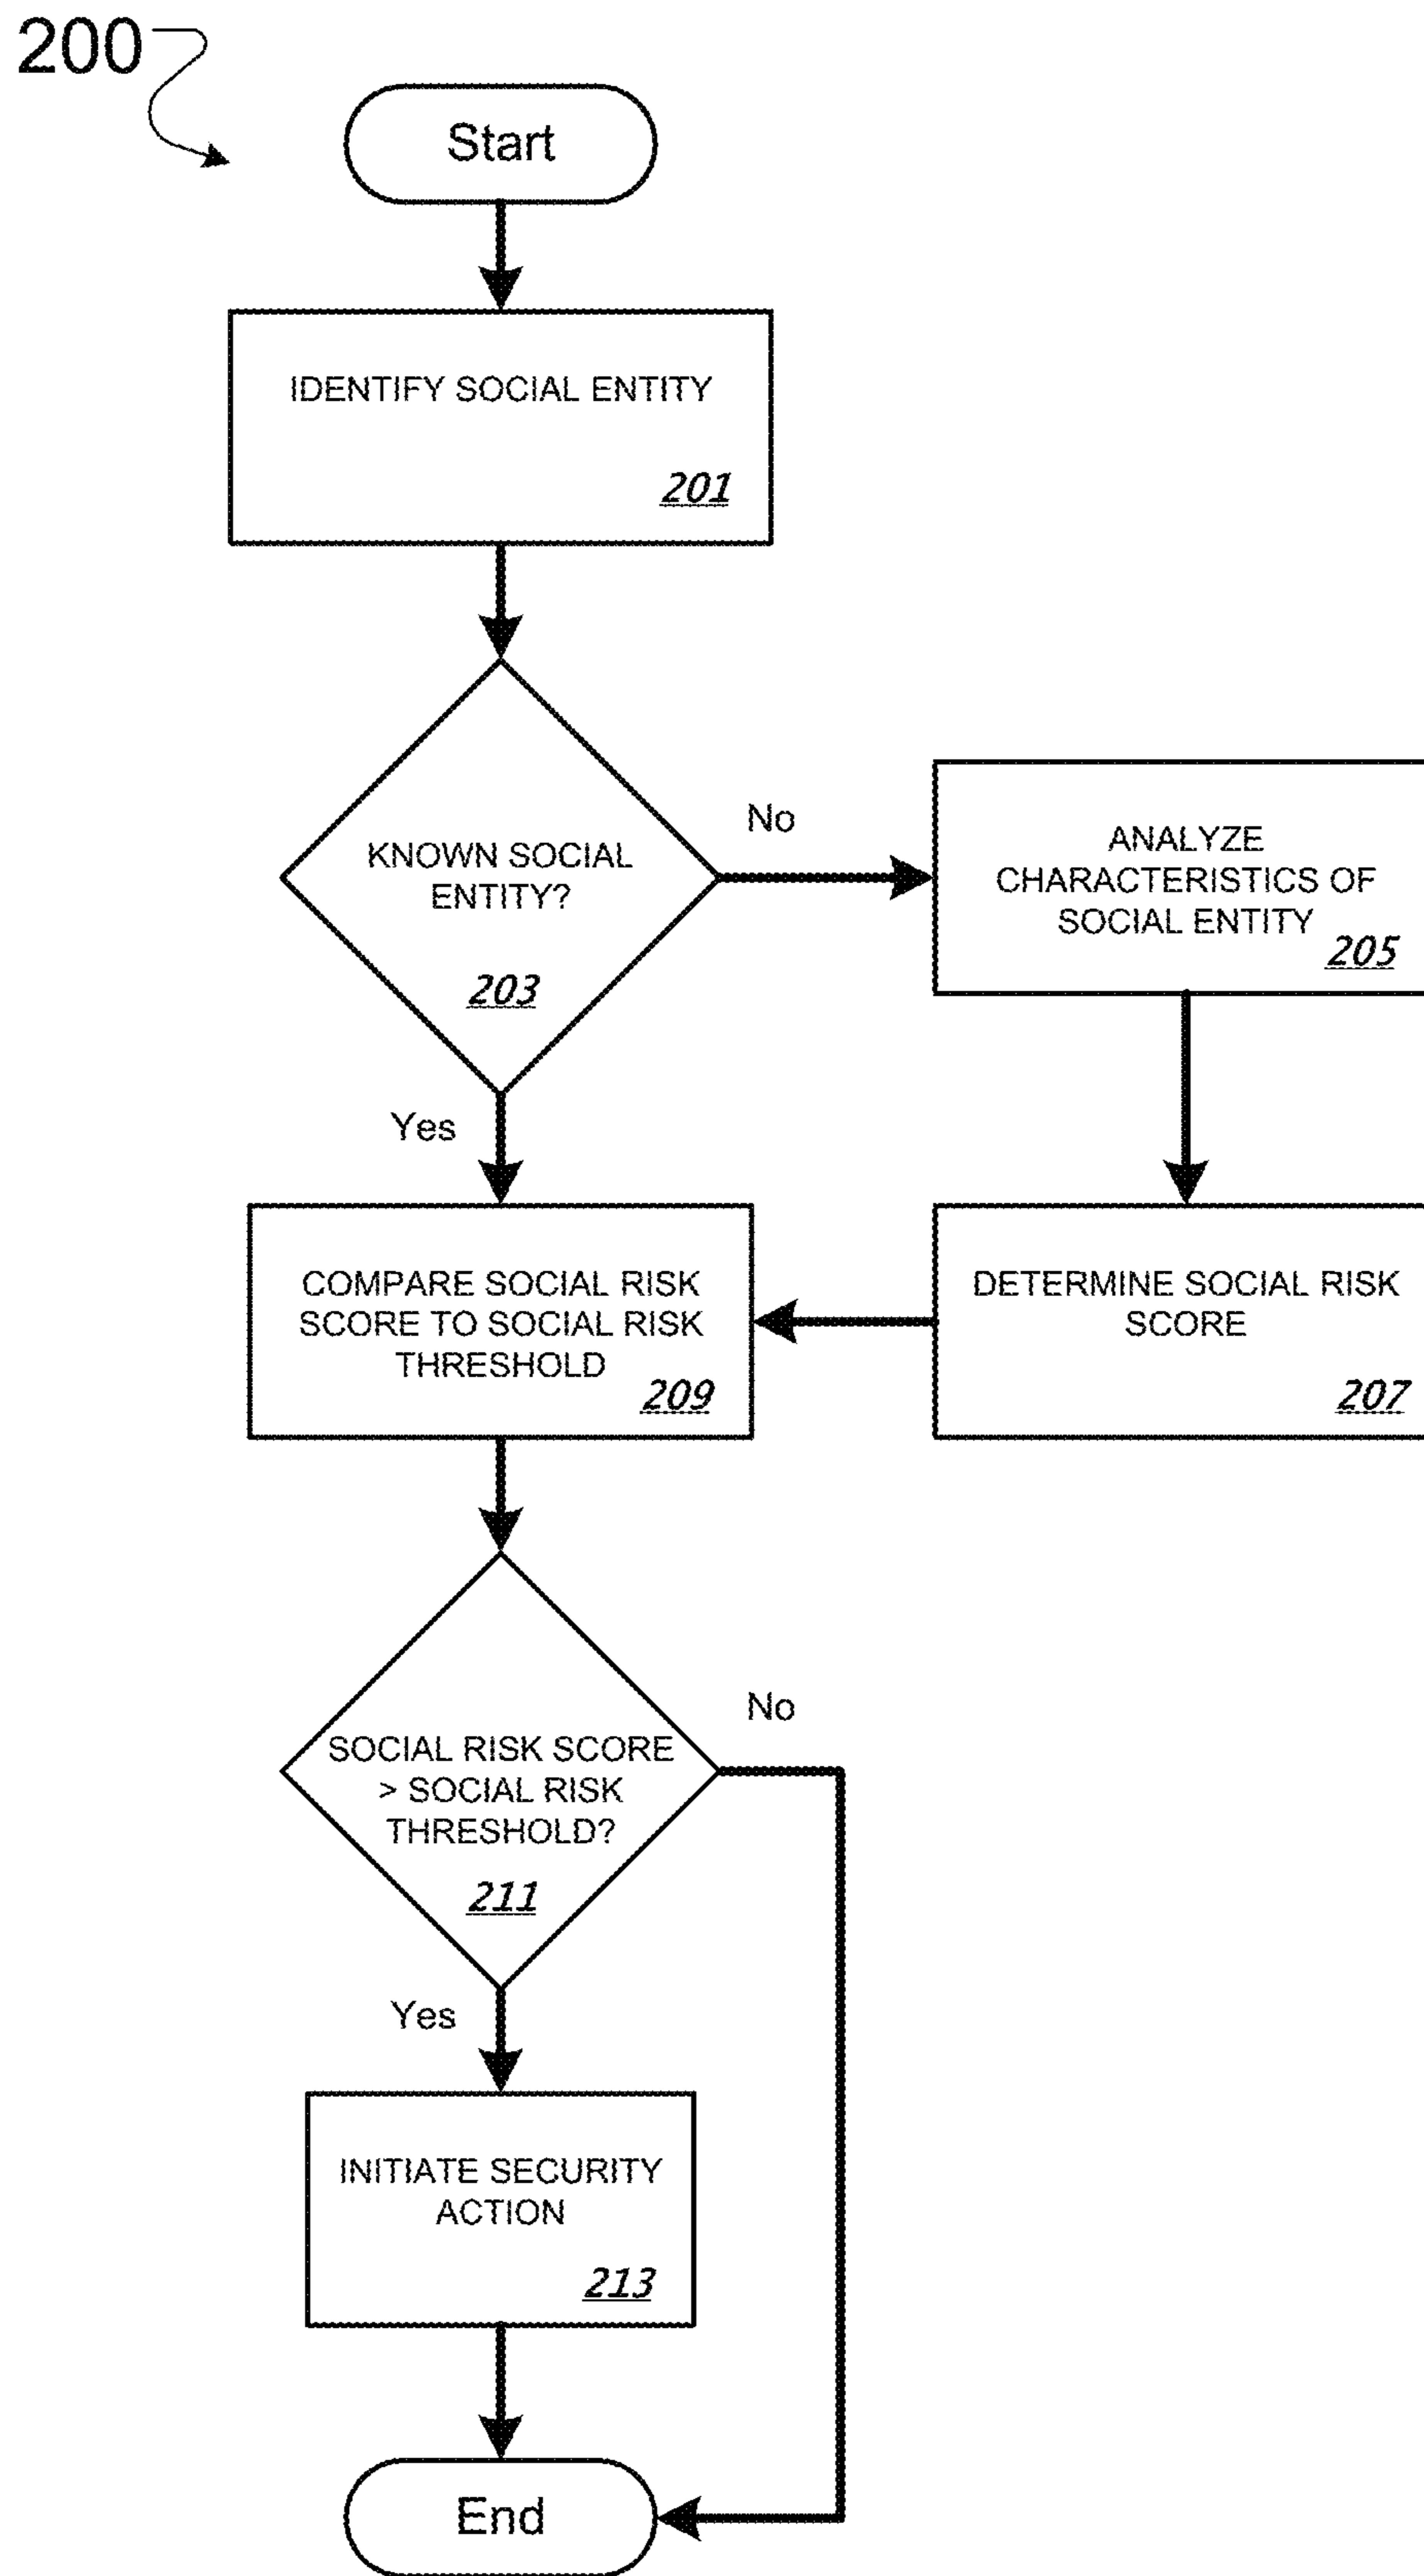 200
Start
IDENTIFY SOCIAL ENTITY
201
KNOWN SOCIAL
ENTITY?
203
No
ANALYZE
CHARACTERISTICS OF
SOCIAL ENTITY
205
Yes
COMPARE SOCIAL RISK
SCORE TO SOCIAL RISK
THRESHOLD
209
DETERMINE SOCIAL RISK
SCORE
207
SOCIAL RISK SCORE
> SOCIAL RISK
THRESHOLD?
211
No
Yes
INITIATE SECURITY
ACTION
213
End